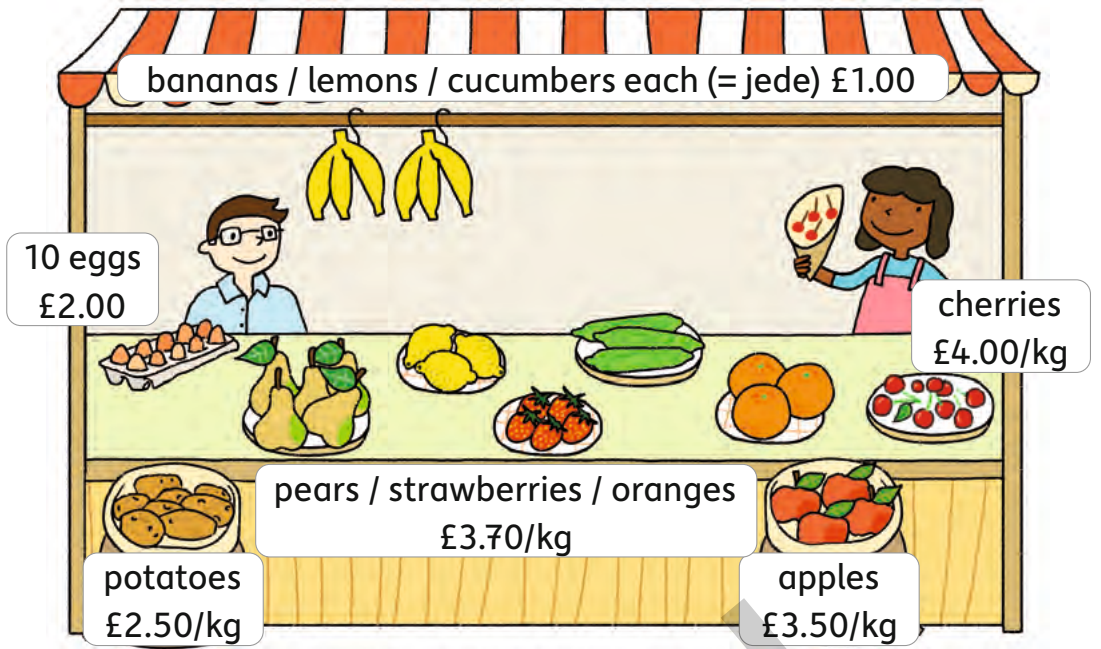 bananas / lemons / cucumbers each (= jede) £1.00
10 eggs
£2.00
cherries
£4.00/kg
pears / strawberries / oranges
£3.70/kg
potatoes
£2.50/kg
apples
£3.50/kg